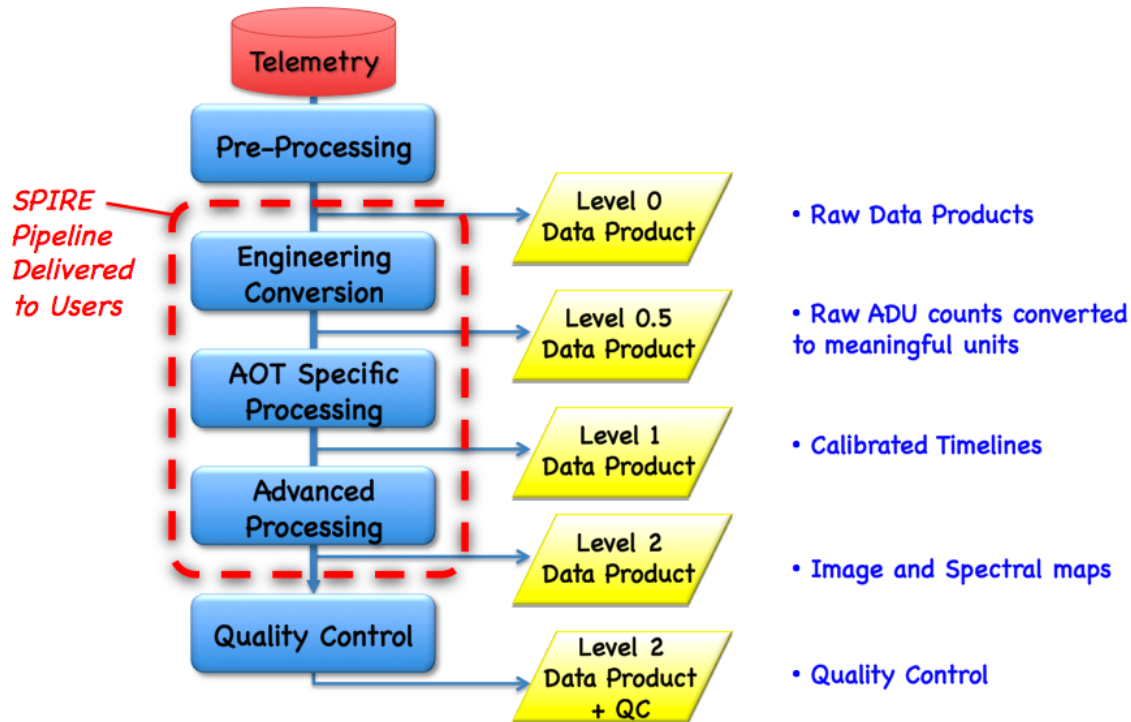 Telemetry
Pre-Processing
SPIRE
Pipeline
Delivered
to Users
Level 0
Data Product
• Raw Data Products
Engineering
Conversion
Level 0.5
Data Product
• Raw ADU counts converted
to meaningful units
AOT Specific
Processing
Level 1
Data Product
• Calibrated Timelines
Advanced
Processing
Level 2
Data Product
• Image and Spectral maps
Quality Control
Level 2
Data Product
+ QC
• Quality Control